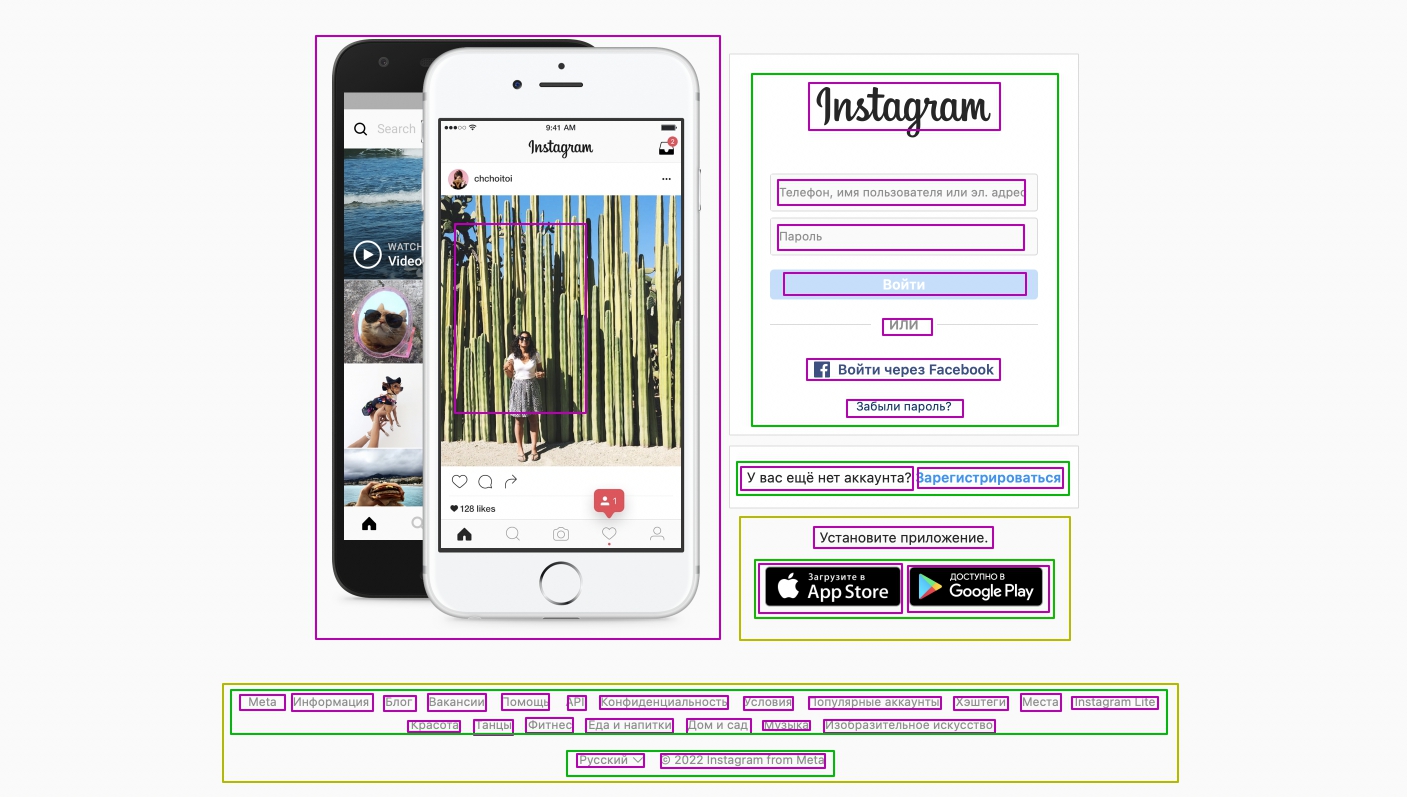 Search
WATCH
Video
9:41 AM
Instagram
2
chchoitoi
128 likes
1
Instagram
Телефон, имя пользователя или эл. адрес
Пароль
Войти
ИЛИ
Войти через Facebook
Забыли пароль?
У вас ещё нет аккаунта? Зарегистрироваться
Установите приложение.
Загрузите в
App Store
ДОСТУПНО В
Google Play
Meta Информация Блог Вакансии Помощь API Конфиденциальность Условия Популярные аккаунты Хэштеги Места Instagram Lite
Красота Танцы Фитнес Еда и напитки Дом и сад Музыка Изобразительное искусство
Русский © 2022 Instagram from Meta